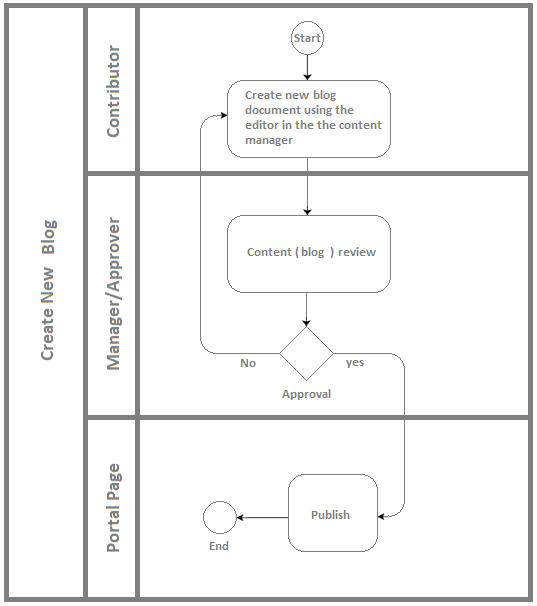 Create New Blog
Contributor
Start
Create new blog
document using the
editor in the the content
manager
Manager/Approver
Content ( blog ) review
No
yes
Approval
Portal Page
Publish
End